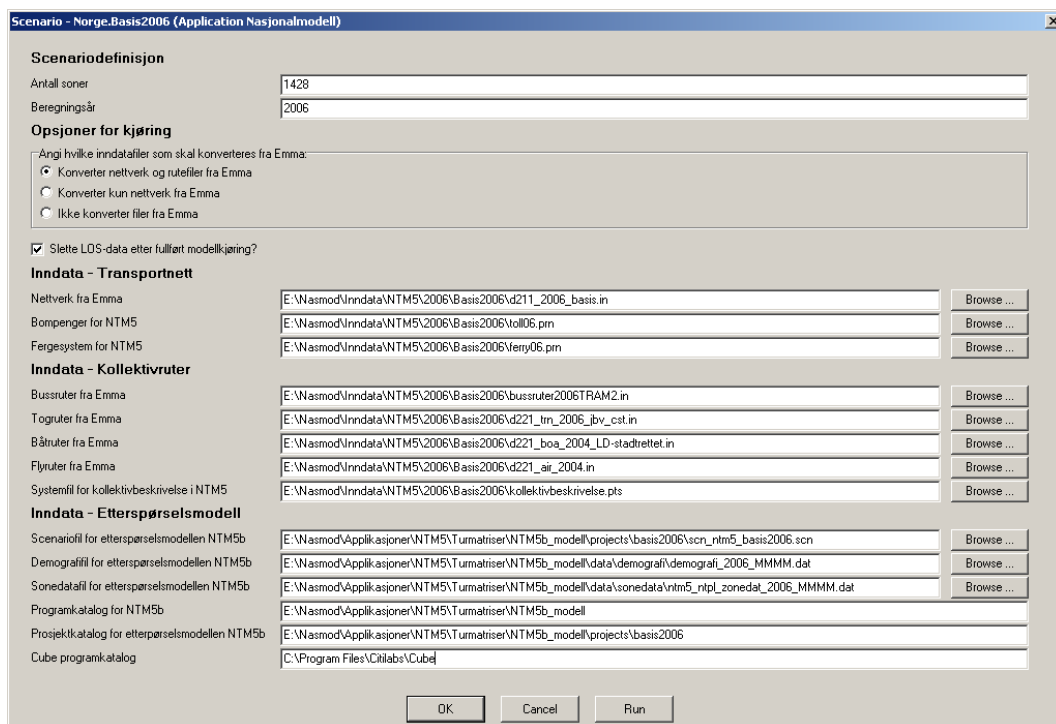 Scenario - Norge.Basis2006 (Application Nasjonalmodell)
Scenariodefinisjon
Antall soner 1428
Beregningsår 2006
Opsjoner for kjøring
Angi hvilke inndatafiler som skal konverteres fra Emma:
Konverter nettverk og rutefiler fra Emma
Konverter kun nettverk fra Emma
Ikke konverter filer fra Emma
Slette LOS-data etter fullført modellkjøring?
Inndata - Transportnett
Nettverk fra Emma E:\Nasmod\Inndata\NTM5\2006\Basis2006\d211_2006_basis.in Browse ...
Bompenger for NTM5 E:\Nasmod\Inndata\NTM5\2006\Basis2006\toll06.prn Browse ...
Fergesystem for NTM5 E:\Nasmod\Inndata\NTM5\2006\Basis2006\ferry06.prn Browse ...
Inndata - Kollektivruter
Bussruter fra Emma E:\Nasmod\Inndata\NTM5\2006\Basis2006\bussruter2006TRAM2.in Browse ...
Togruter fra Emma E:\Nasmod\Inndata\NTM5\2006\Basis2006\d221_trn_2006_jbv_cst.in Browse ...
Båtruter fra Emma E:\Nasmod\Inndata\NTM5\2006\Basis2006\d221_boa_2004_LD-stadtrettet.in Browse ...
Flyruter fra Emma E:\Nasmod\Inndata\NTM5\2006\Basis2006\d221_air_2004.in Browse ...
Systemfil for kollektivbeskrivelse i NTM5 E:\Nasmod\Inndata\NTM5\2006\Basis2006\kollektivbeskrivelse.pts Browse ...
Inndata - Etterspørselsmodell
Scenariofil for etterspørselsmodellen NTM5b E:\Nasmod\Applikasjoner\NTM5\Turmatriser\NTM5b_modell\projects\basis2006\scn_ntm5_basis2006.scn Browse ...
Demografifil for etterspørselsmodellen NTM5b E:\Nasmod\Applikasjoner\NTM5\Turmatriser\NTM5b_modell\data\demografi\demografi_2006_MMMM.dat Browse ...
Sonedatafil for etterspørselsmodellen NTM5b E:\Nasmod\Applikasjoner\NTM5\Turmatriser\NTM5b_modell\data\sonedata\ntm5_ntpl_zonedat_2006_MMMM.dat Browse ...
Programkatalog for NTM5b E:\Nasmod\Applikasjoner\NTM5\Turmatriser\NTM5b_modell
Prosjektkatalog for etterpørselsmodellen NTM5b E:\Nasmod\Applikasjoner\NTM5\Turmatriser\NTM5b_modell\projects\basis2006
Cube programkatalog C:\Program Files\Citilabs\Cube
OK Cancel Run